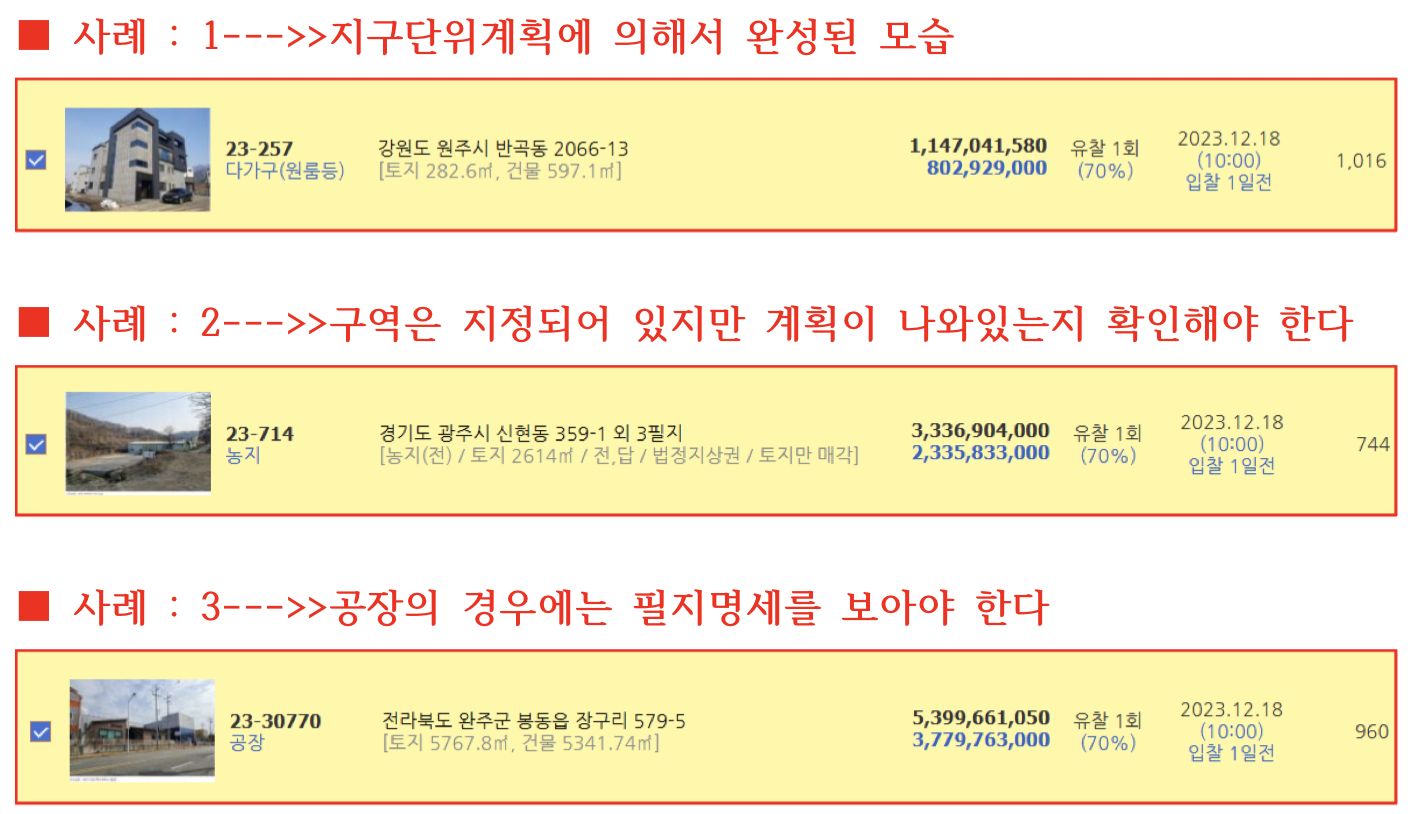 ■ 사례 : 1--->>지구단위계획에 의해서 완성된 모습
23-257
다가구(원룸등)
강원도 원주시 반곡동 2066-13
[토지 282.6㎡, 건물 597.1㎡]
1,147,041,580
802,929,000
유찰 1회
(70%)
2023.12.18
(10:00)
입찰 1일전
1,016
■ 사례 : 2--->>구역은 지정되어 있지만 계획이 나와있는지 확인해야 한다
23-714
농지
경기도 광주시 신현동 359-1 외 3필지
[농지(전) / 토지 2614㎡ / 전,답 / 법정지상권 / 토지만 매각]
3,336,904,000
2,335,833,000
유찰 1회
(70%)
2023.12.18
(10:00)
입찰 1일전
744
■ 사례 : 3--->>공장의 경우에는 필지명세를 보아야 한다
23-30770
공장
전라북도 완주군 봉동읍 장구리 579-5
[토지 5767.8㎡, 건물 5341.74㎡]
5,399,661,050
3,779,763,000
유찰 1회
(70%)
2023.12.18
(10:00)
입찰 1일전
960